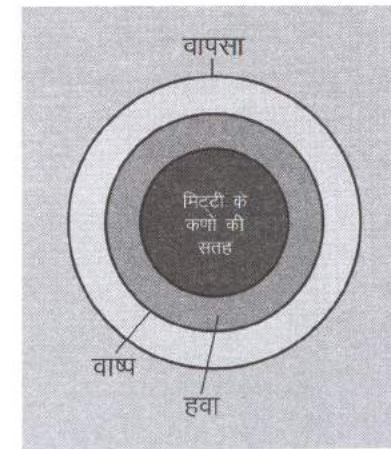 वापसा
मिट्टी के
कणों की
सतह
वाष्प
हवा